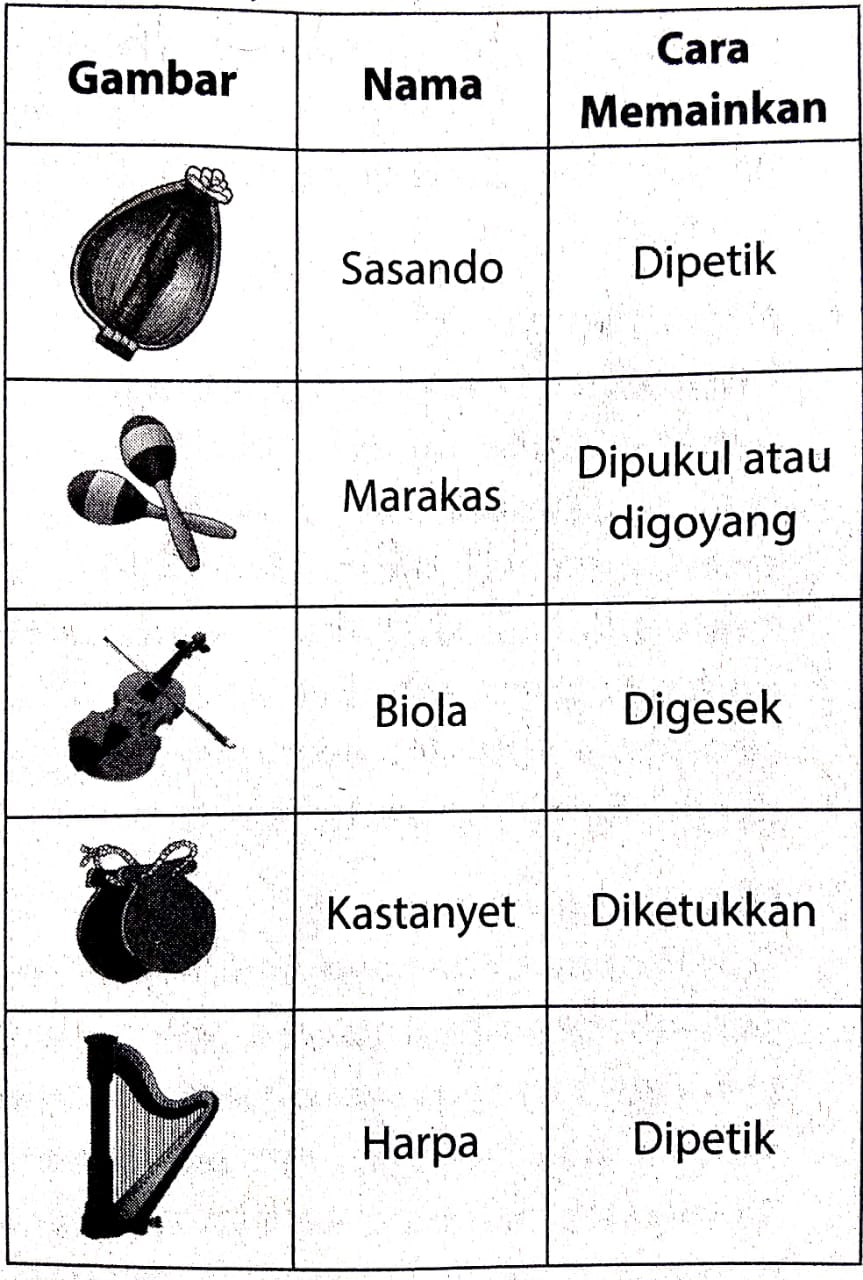 Gambar
Nama
Cara
Memainkan
Sasando
Dipetik
Marakas
Dipukul atau
digoyang
Biola
Digesek
Kastanyet
Diketukkan
Harpa
Dipetik